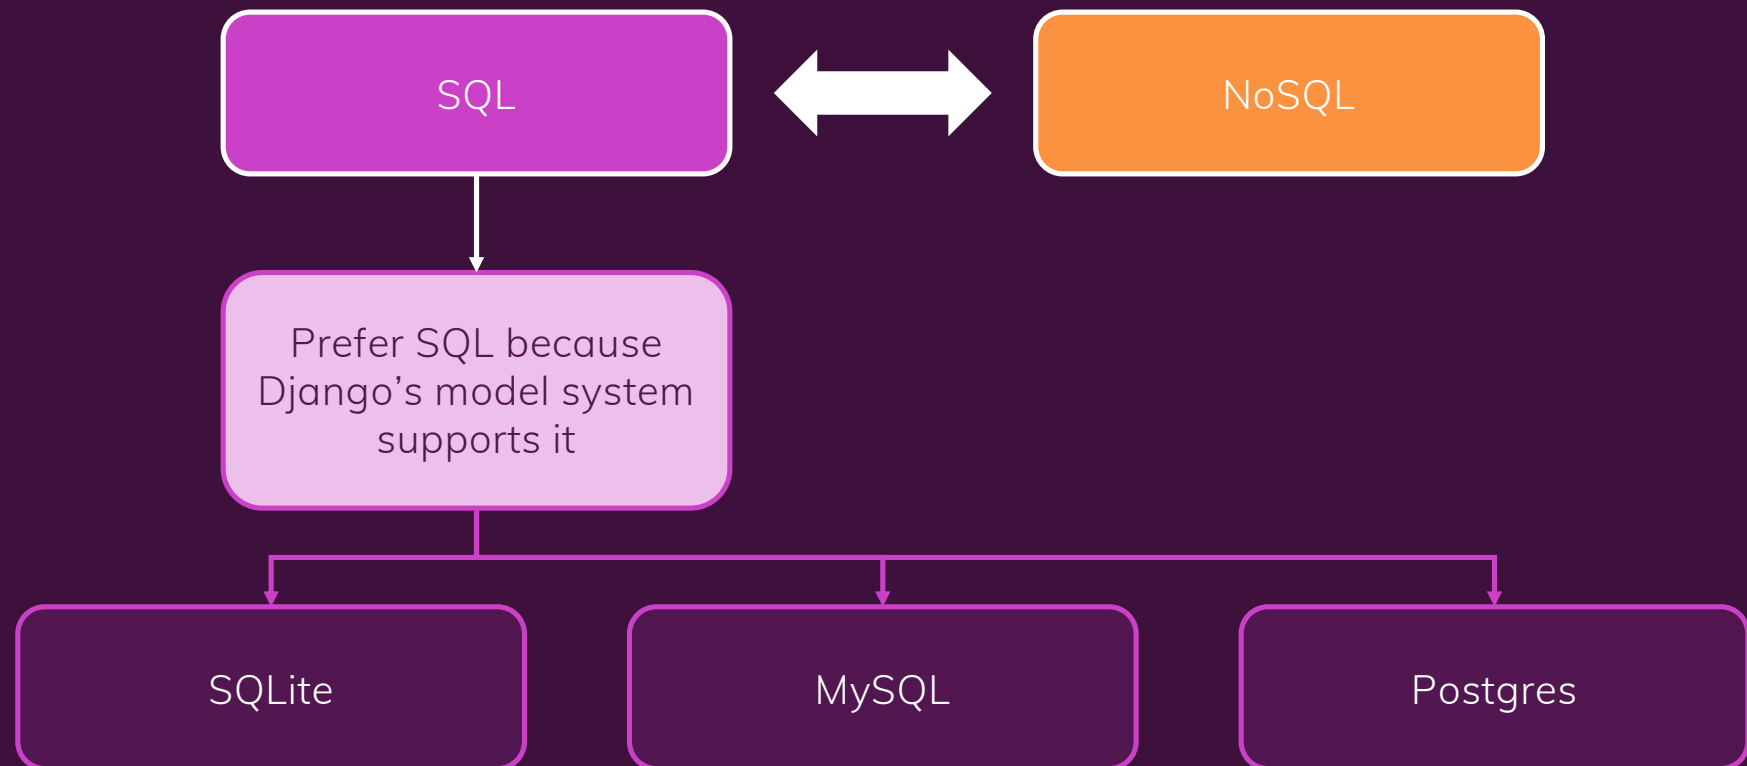 SQL
NoSQL
Prefer SQL because
Django’s model system
supports it
SQLite
MySQL
Postgres